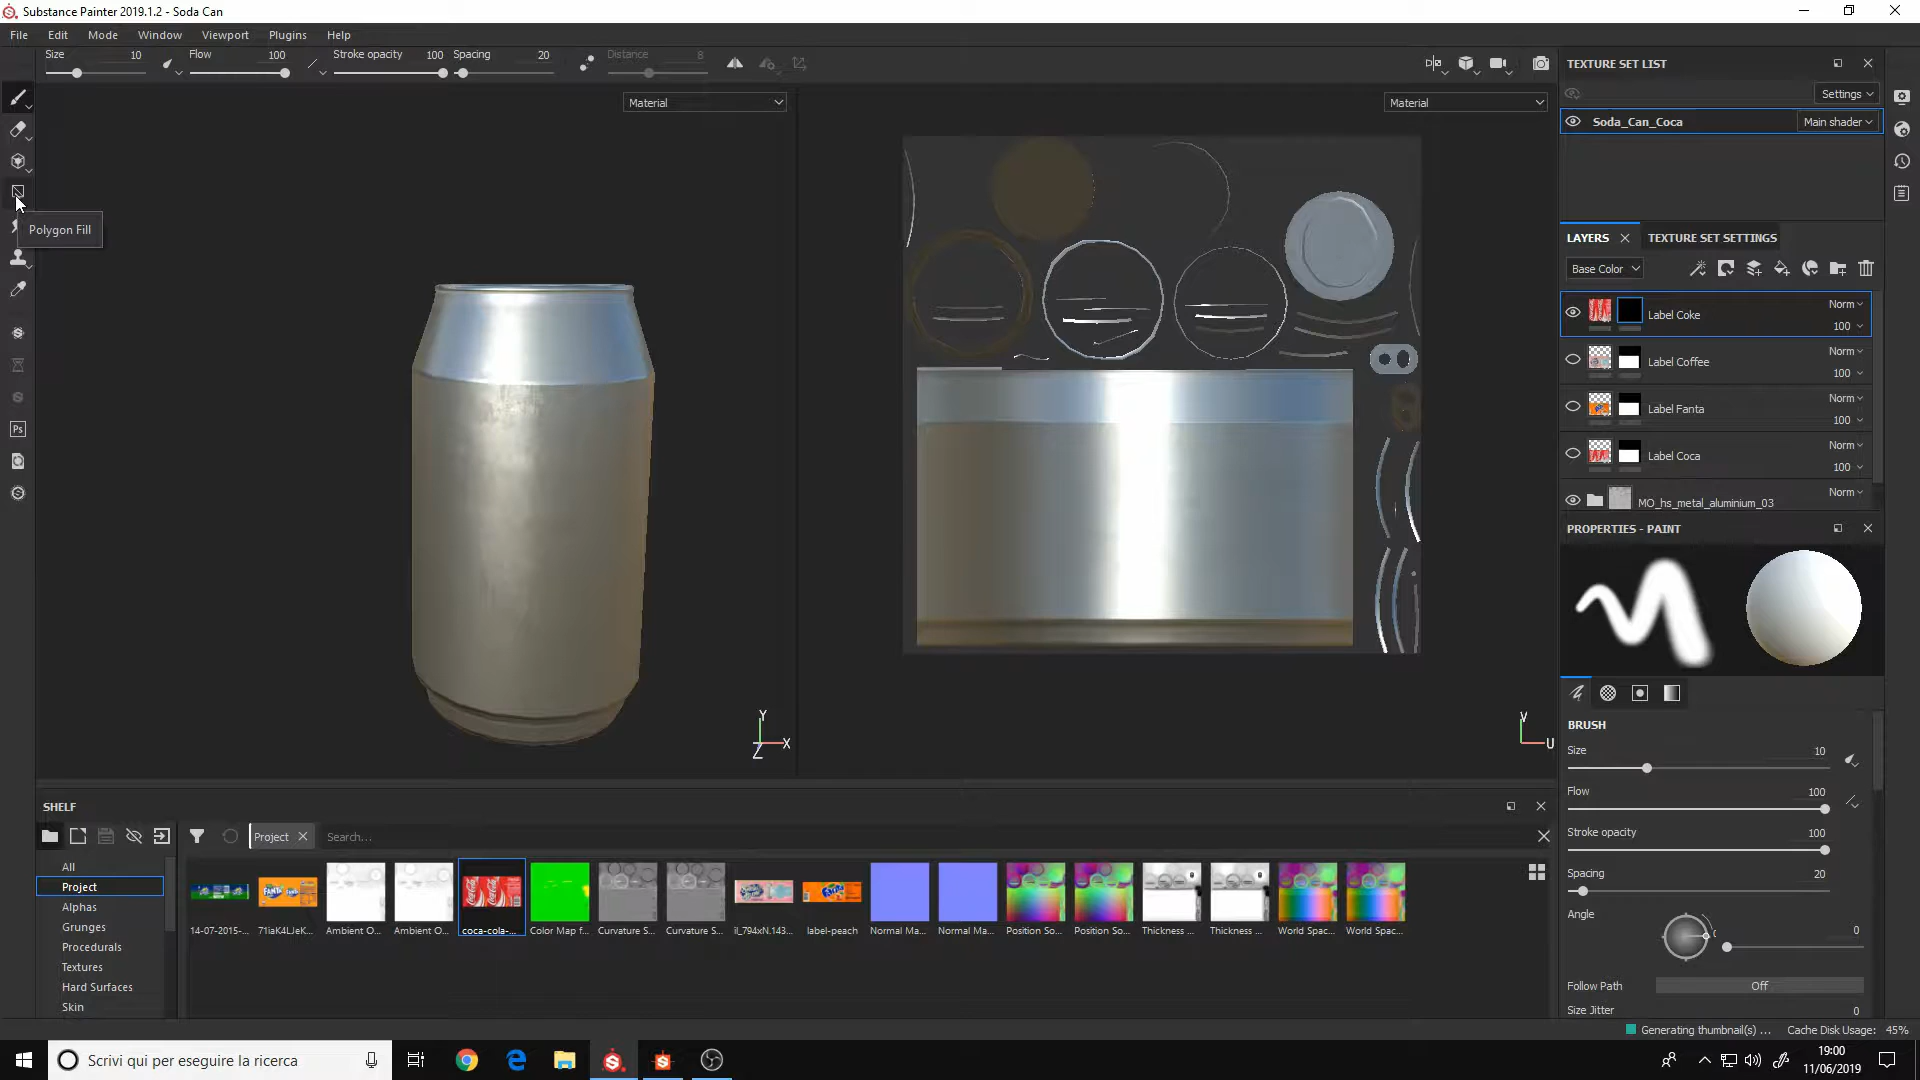 Substance Painter 2019.1.2 - Soda Can
File Edit Mode Window Viewport Plugins Help
Size 10 Flow 100 Stroke opacity 100 Spacing 20 Distance 8
Material
Material
Polygon Fill
TEXTURE SET LIST
Settings
Soda_Can_Coca Main shader
LAYERS TEXTURE SET SETTINGS
Base Color
Label Coke Norm 100
Label Coffee Norm 100
Label Fanta Norm 100
Label Coca Norm 100
MO_hs_metal_aluminium_03 Norm
PROPERTIES - PAINT
BRUSH
Size 10
Flow 100
Stroke opacity 100
Spacing 20
Angle 0
Follow Path Off
Size Jitter 0
Ps
Y
X
Z
V
U
SHELF
Project Search...
All
Project
Alphas
Grunges
Procedurals
Textures
Hard Surfaces
Skin
14-07-2015-... 71iaK4LJeK... Ambient O... Ambient O... coca-cola-... Color Map f... Curvature S... Curvature S... il_794xN.143... label-peach Normal Ma... Normal Ma... Position So... Position So... Thickness ... Thickness ... World Spac... World Spac...
Generating thumbnail(s) ... Cache Disk Usage: 45%
Scrivi qui per eseguire la ricerca
19:00
11/06/2019